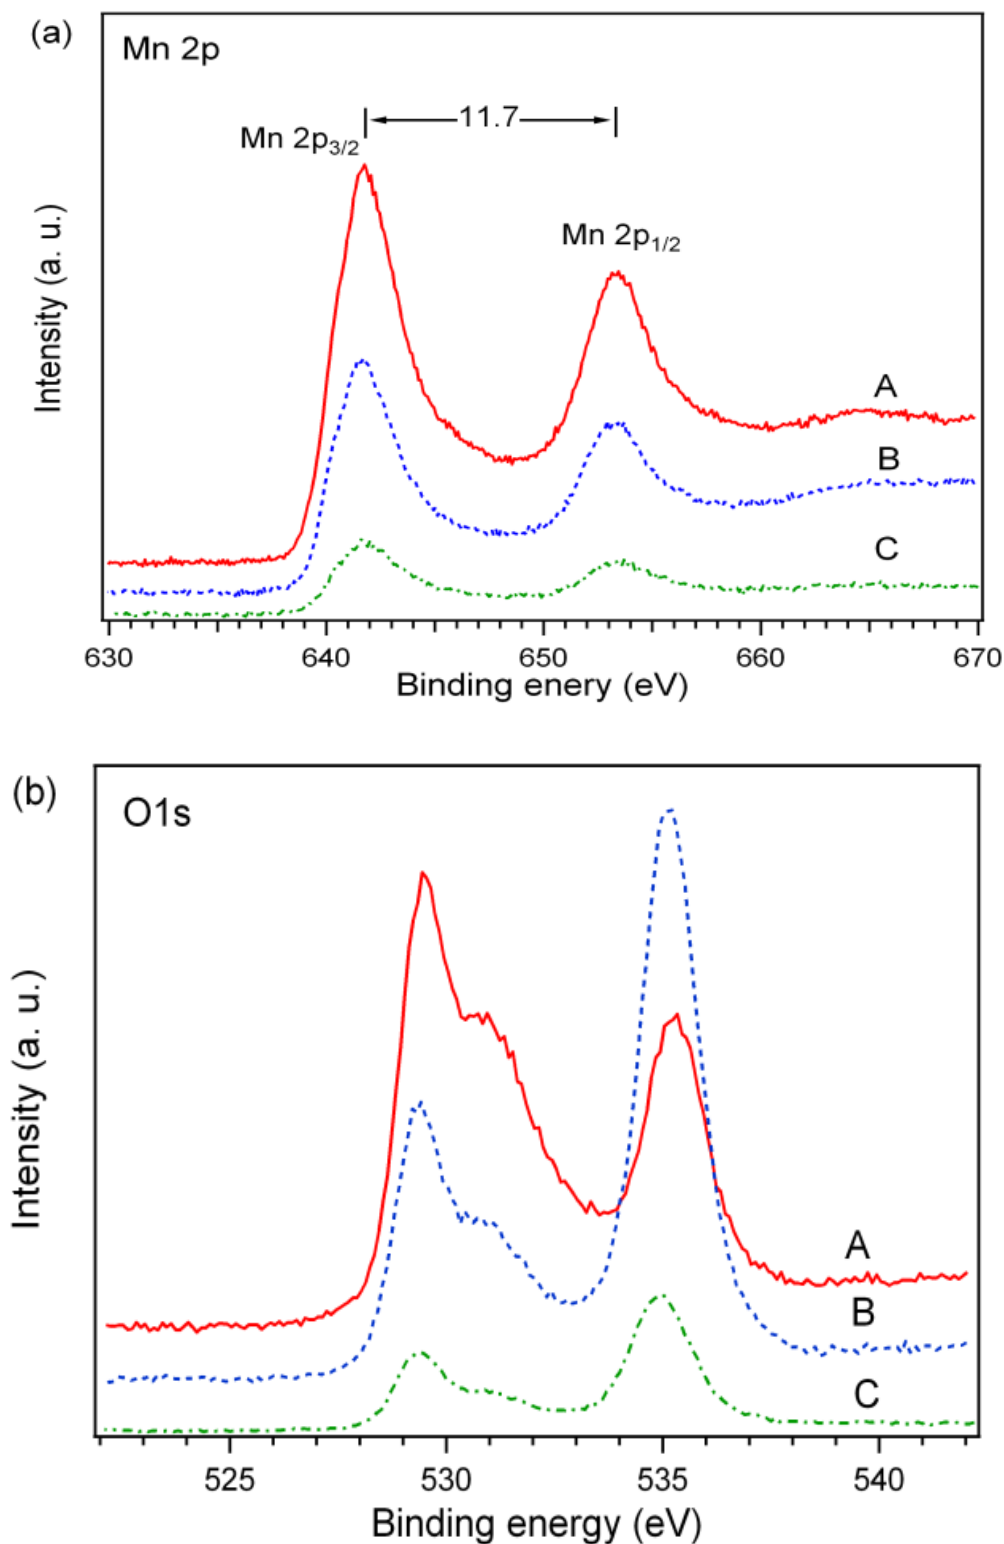 (a)
Mn 2p
11.7
Mn 2p3/2
Mn 2p1/2
A
B
C
Intensity (a. u.)
630 640 650 660 670
Binding enery (eV)
(b)
O1s
A
B
C
Intensity (a. u.)
525 530 535 540
Binding energy (eV)